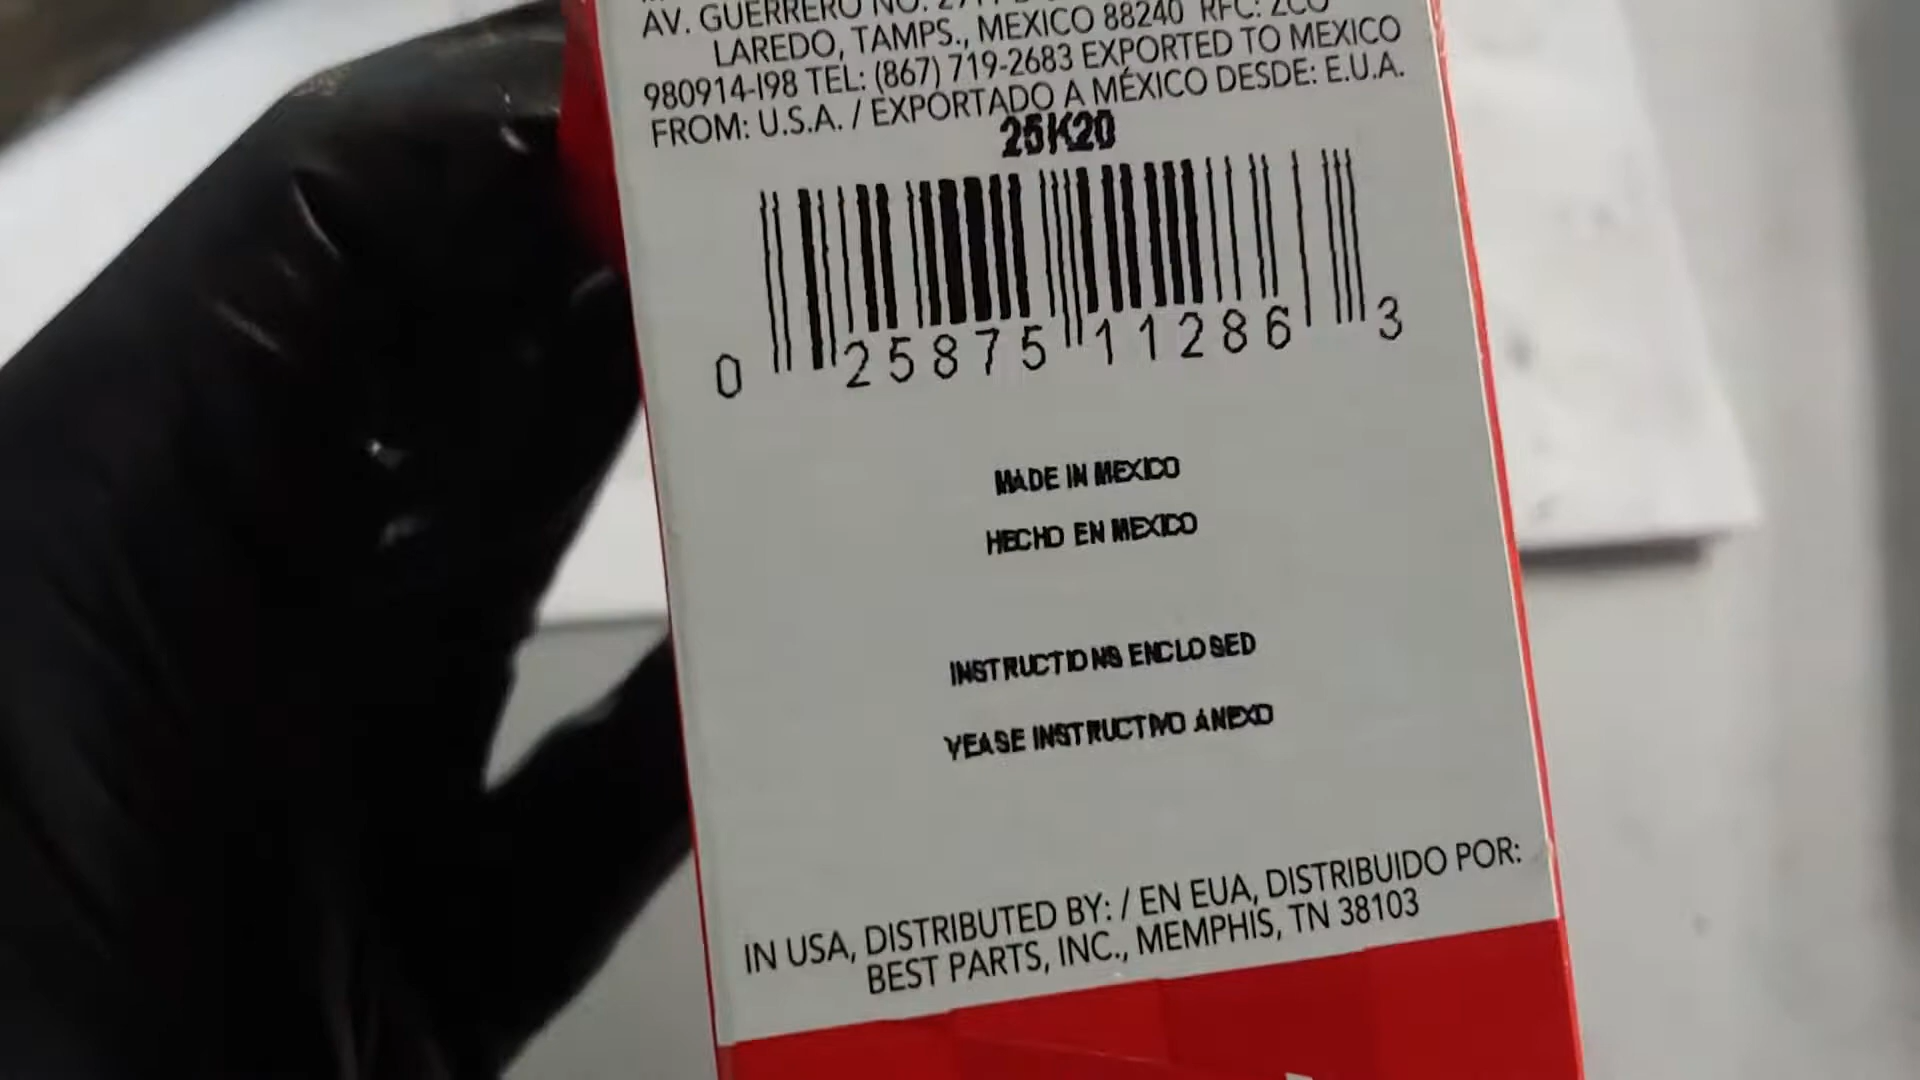 AV. GUERRERO NO.
LAREDO, TAMPS., MEXICO 88240 RFC: ZCO
980914-I98 TEL: (867) 719-2683 EXPORTED TO MEXICO
FROM: U.S.A. / EXPORTADO A MÉXICO DESDE: E.U.A.
25K20
0 25875 11286 3
MADE IN MEXICO
HECHO EN MEXICO
INSTRUCTIONS ENCLOSED
VEASE INSTRUCTIVO ANEXO
IN USA, DISTRIBUTED BY: / EN EUA, DISTRIBUIDO POR:
BEST PARTS, INC., MEMPHIS, TN 38103